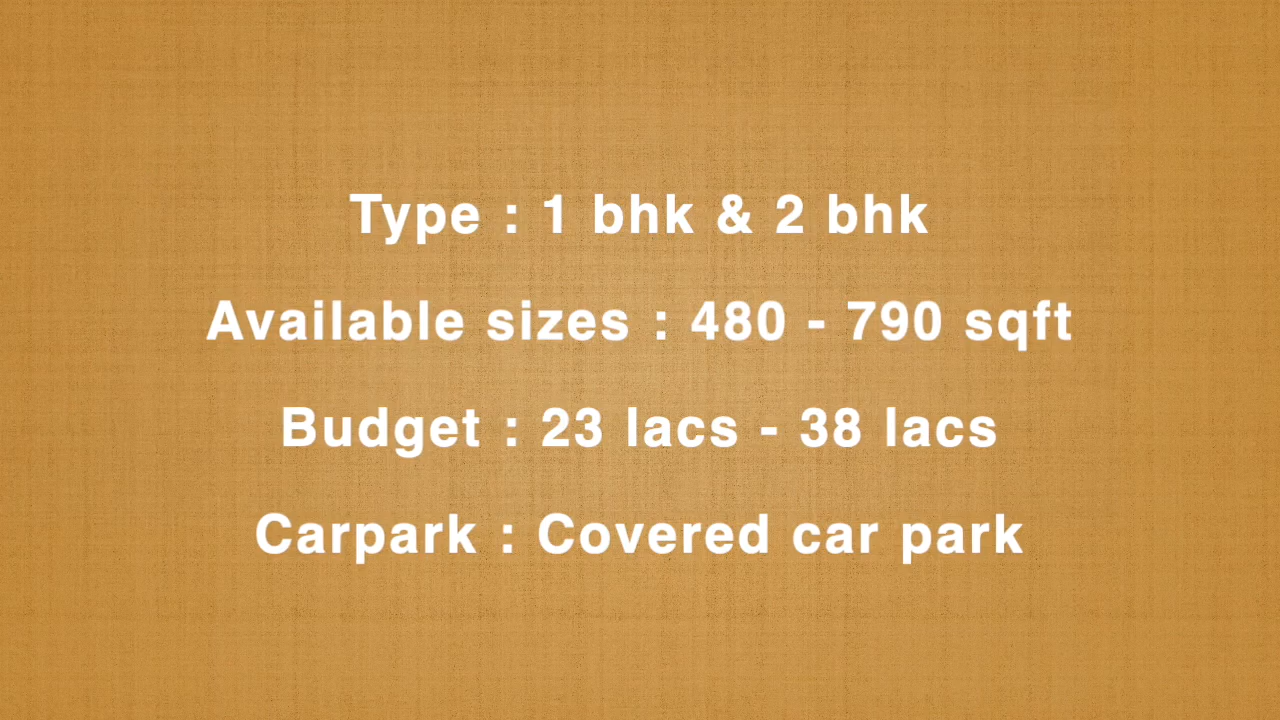 Type : 1 bhk & 2 bhk
Available sizes : 480 - 790 sqft
Budget : 23 lacs - 38 lacs
Carpark : Covered car park